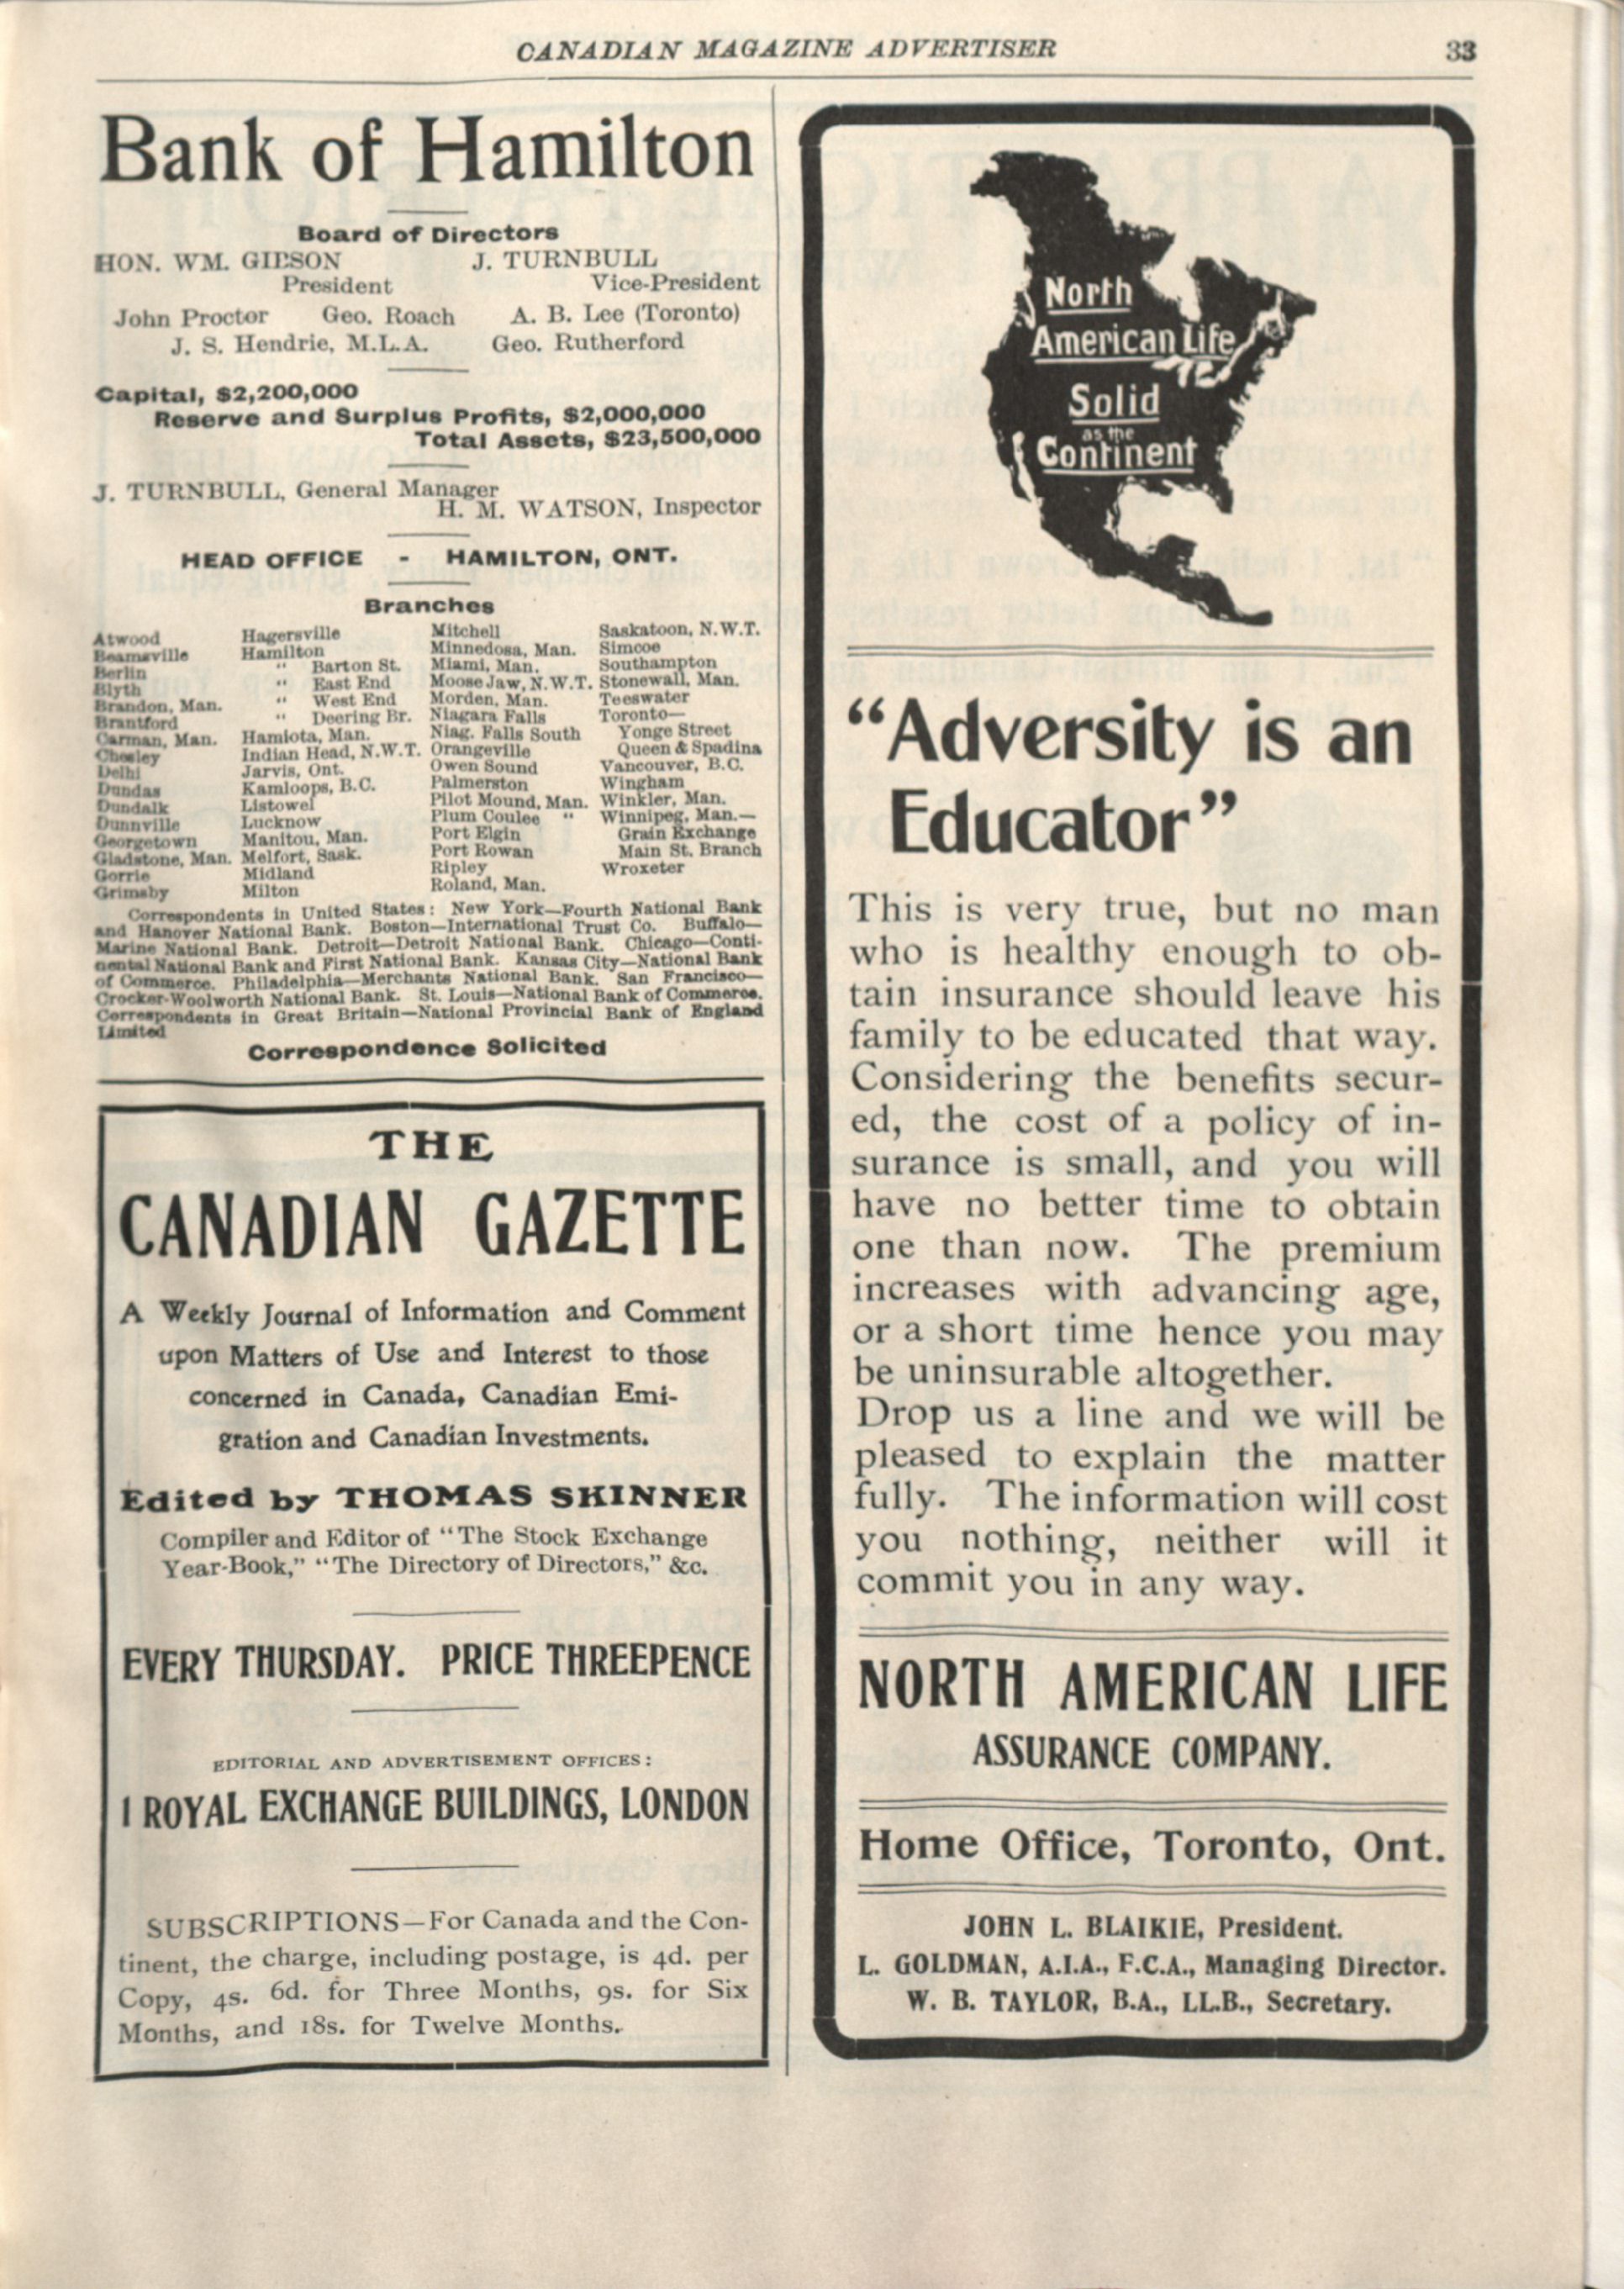 CANADIAN MAGAZINE ADVERTISER 33
Bank of Hamilton
Board of Directors
HON. WM. GIBSON J. TURNBULL
President Vice-President
John Proctor Geo. Roach A. B. Lee (Toronto)
J. S. Hendrie, M.L.A. Geo. Rutherford
Capital, $2,200,000
Reserve and Surplus Profits, $2,000,000
Total Assets, $23,500,000
J. TURNBULL, General Manager
H. M. WATSON, Inspector
HEAD OFFICE - HAMILTON, ONT.
Branches
Atwood
Beamsville
Berlin
Blyth
Brandon, Man.
Brantford
Carman, Man.
Chesley
Delhi
Dundas
Dundalk
Dunnville
Georgetown
Gladstone, Man.
Gorrie
Grimsby
Hagersville
Hamilton
" Barton St.
" East End
" West End
" Deering Br.
Hamiota, Man.
Indian Head, N.W.T.
Jarvis, Ont.
Kamloops, B.C.
Listowel
Lucknow
Manitou, Man.
Melfort, Sask.
Midland
Milton
Mitchell
Minnedosa, Man.
Miami, Man.
Moose Jaw, N.W.T.
Morden, Man.
Niagara Falls
Niag. Falls South
Orangeville
Owen Sound
Palmerston
Pilot Mound, Man.
Plum Coulee "
Port Elgin
Port Rowan
Ripley
Roland, Man.
Saskatoon, N.W.T.
Simcoe
Southampton
Stonewall, Man.
Teeswater
Toronto—
Yonge Street
Queen & Spadina
Vancouver, B.C.
Wingham
Winkler, Man.
Winnipeg, Man.—
Grain Exchange
Main St. Branch
Wroxeter
Correspondents in United States: New York—Fourth National Bank
and Hanover National Bank. Boston—International Trust Co. Buffalo—
Marine National Bank. Detroit—Detroit National Bank. Chicago—Conti-
nental National Bank and First National Bank. Kansas City—National Bank
of Commerce. Philadelphia—Merchants National Bank. San Francisco—
Crocker-Woolworth National Bank. St. Louis—National Bank of Commerce.
Correspondents in Great Britain—National Provincial Bank of England
Limited
Correspondence Solicited
THE
CANADIAN GAZETTE
A Weekly Journal of Information and Comment
upon Matters of Use and Interest to those
concerned in Canada, Canadian Emi-
gration and Canadian Investments.
Edited by THOMAS SKINNER
Compiler and Editor of "The Stock Exchange
Year-Book," "The Directory of Directors," &c.
EVERY THURSDAY. PRICE THREEPENCE
EDITORIAL AND ADVERTISEMENT OFFICES:
1 ROYAL EXCHANGE BUILDINGS, LONDON
SUBSCRIPTIONS—For Canada and the Con-
tinent, the charge, including postage, is 4d. per
Copy, 4s. 6d. for Three Months, 9s. for Six
Months, and 18s. for Twelve Months.
North
American Life
Solid
as the
Continent
"Adversity is an
Educator"
This is very true, but no man
who is healthy enough to ob-
tain insurance should leave his
family to be educated that way.
Considering the benefits secur-
ed, the cost of a policy of in-
surance is small, and you will
have no better time to obtain
one than now. The premium
increases with advancing age,
or a short time hence you may
be uninsurable altogether.
Drop us a line and we will be
pleased to explain the matter
fully. The information will cost
you nothing, neither will it
commit you in any way.
NORTH AMERICAN LIFE
ASSURANCE COMPANY.
Home Office, Toronto, Ont.
JOHN L. BLAIKIE, President.
L. GOLDMAN, A.I.A., F.C.A., Managing Director.
W. B. TAYLOR, B.A., LL.B., Secretary.